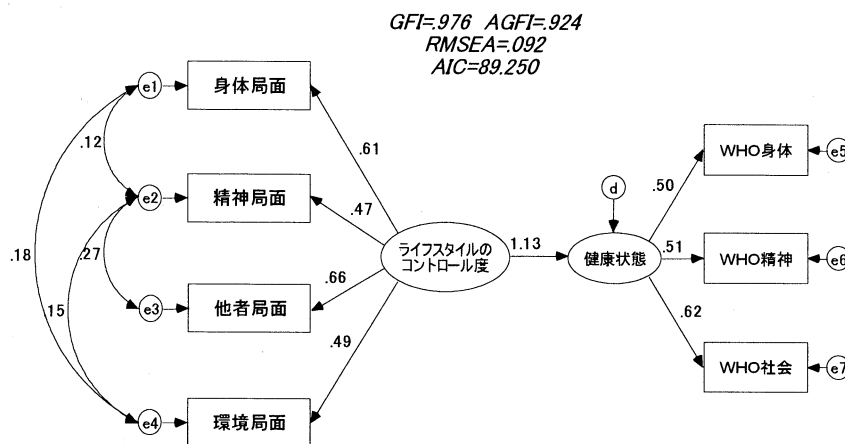 GFI=.976 AGFI=.924
RMSEA=.092
AIC=89.250
e1
身体局面
.12
.61
e2
精神局面
.47
.18
.27
.15
e3
他者局面
.66
.49
e4
環境局面
ライフスタイルの
コントロール度
1.13
d
健康状態
.50
WHO身体
e5
.51
WHO精神
e6
.62
WHO社会
e7